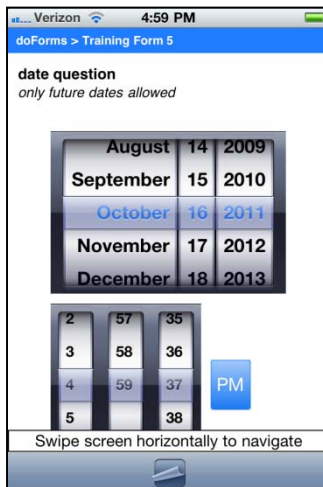 Verizon 4:59 PM
doForms > Training Form 5
date question
only future dates allowed
August 14 2009
September 15 2010
October 16 2011
November 17 2012
December 18 2013
2 57 35
3 58 36
4 59 37 PM
5 38
Swipe screen horizontally to navigate